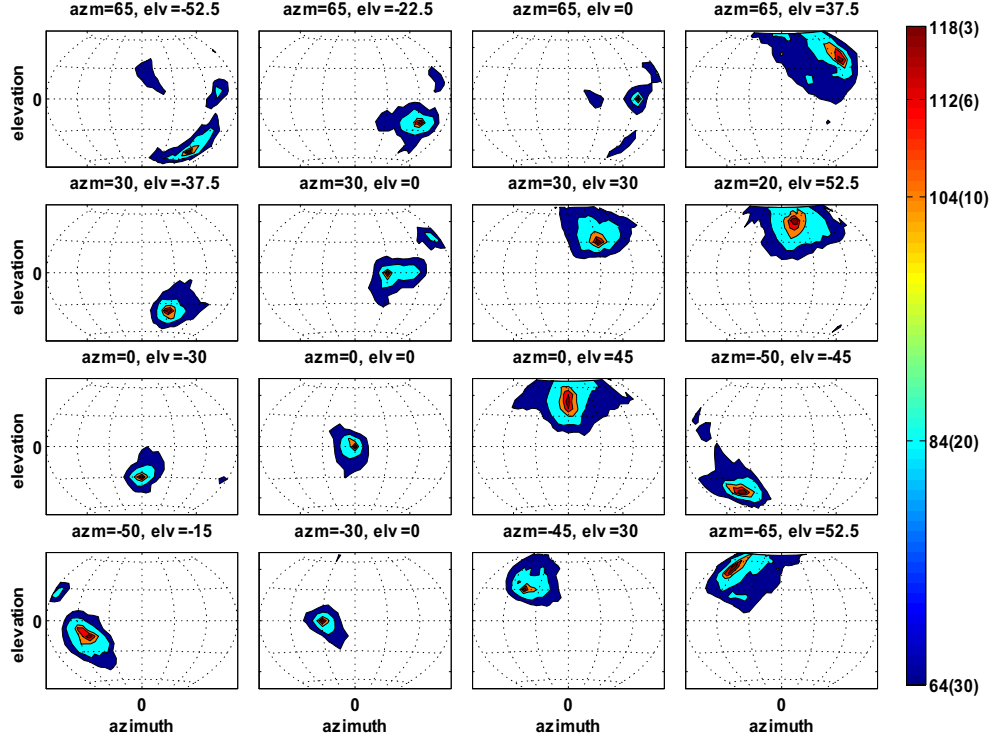 azm=65, elv=-52.5 azm=65, elv=-22.5 azm=65, elv=0 azm=65, elv=37.5
118(3)
elevation
0
112(6)
azm=30, elv=-37.5 azm=30, elv=0 azm=30, elv=30 azm=20, elv=52.5
104(10)
elevation
0
azm=0, elv=-30 azm=0, elv=0 azm=0, elv=45 azm=-50, elv=-45
elevation
0
84(20)
azm=-50, elv=-15 azm=-30, elv=0 azm=-45, elv=30 azm=-65, elv=52.5
elevation
0
64(30)
0 0 0 0
azimuth azimuth azimuth azimuth